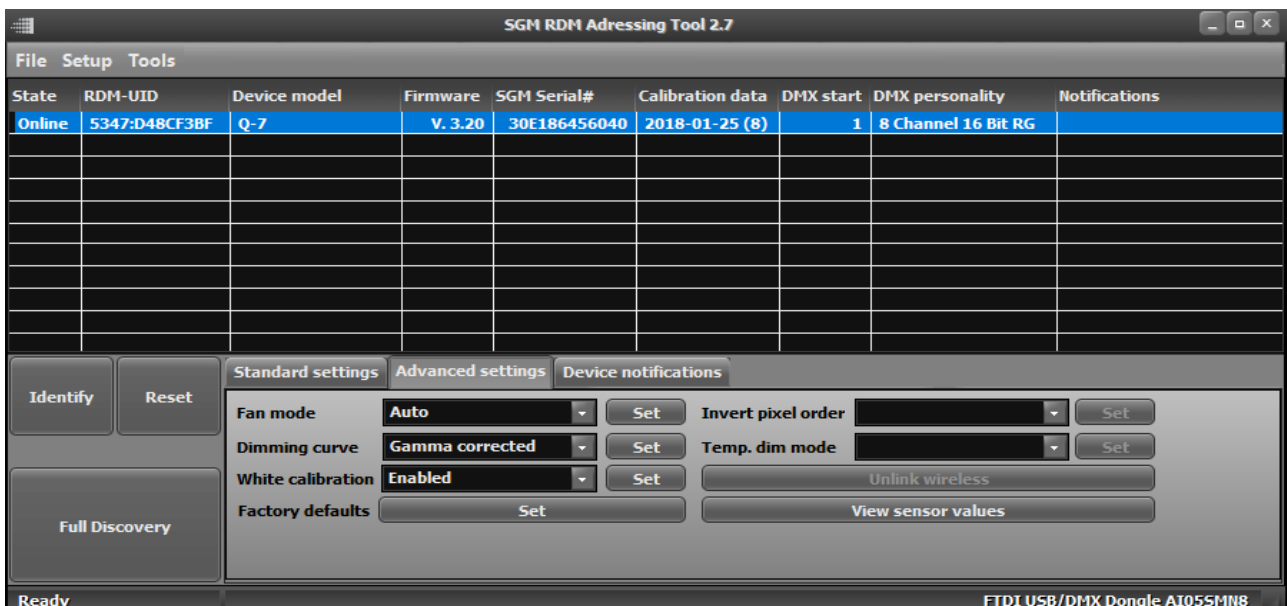 SGM RDM Adressing Tool 2.7
File Setup Tools
State RDM-UID Device model Firmware SGM Serial# Calibration data DMX start DMX personality Notifications
Online 5347:D48CF3BF Q-7 V. 3.20 30E186456040 2018-01-25 (8) 1 8 Channel 16 Bit RG
Identify Reset
Full Discovery
Standard settings Advanced settings Device notifications
Fan mode Auto Set Invert pixel order Set
Dimming curve Gamma corrected Set Temp. dim mode Set
White calibration Enabled Set Unlink wireless
Factory defaults Set View sensor values
Ready FTDI USB/DMX Dongle AI05SMN8